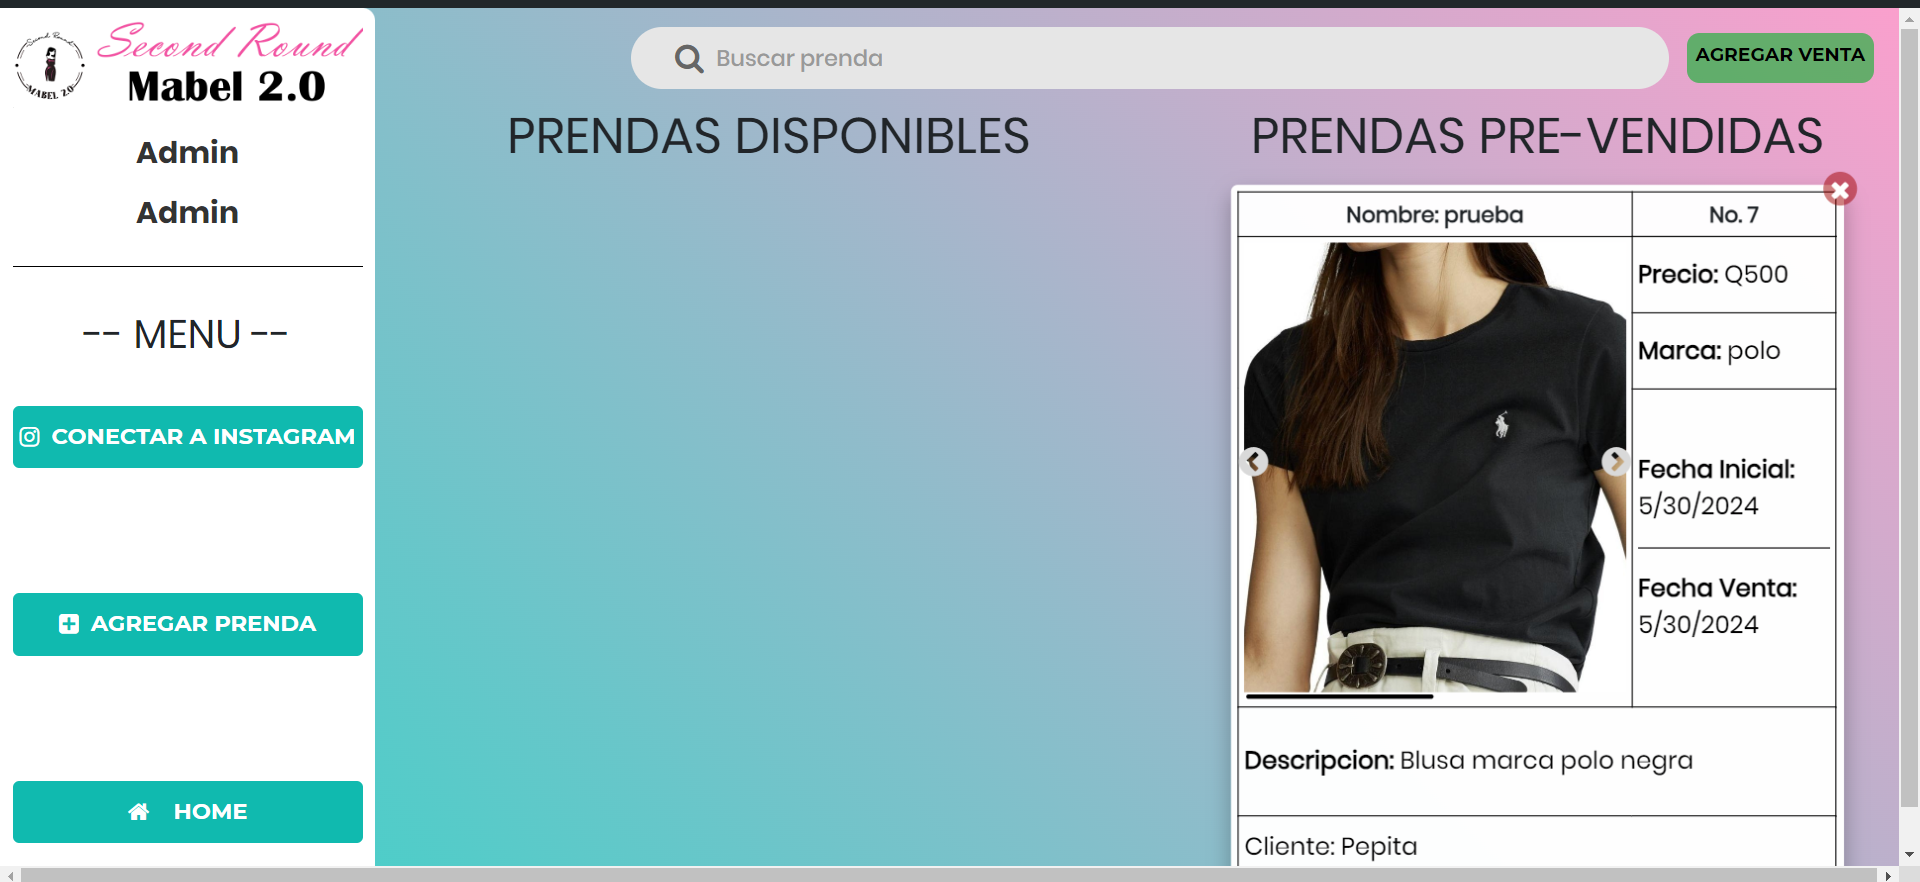 Second Round
MABEL 2.0
Second Round
Mabel 2.0
Admin
Admin
-- MENU --
CONECTAR A INSTAGRAM
AGREGAR PRENDA
HOME
Buscar prenda
AGREGAR VENTA
PRENDAS DISPONIBLES
PRENDAS PRE-VENDIDAS
Nombre: prueba
No. 7
Precio: Q500
Marca: polo
Fecha Inicial:
5/30/2024
Fecha Venta:
5/30/2024
Descripcion: Blusa marca polo negra
Cliente: Pepita